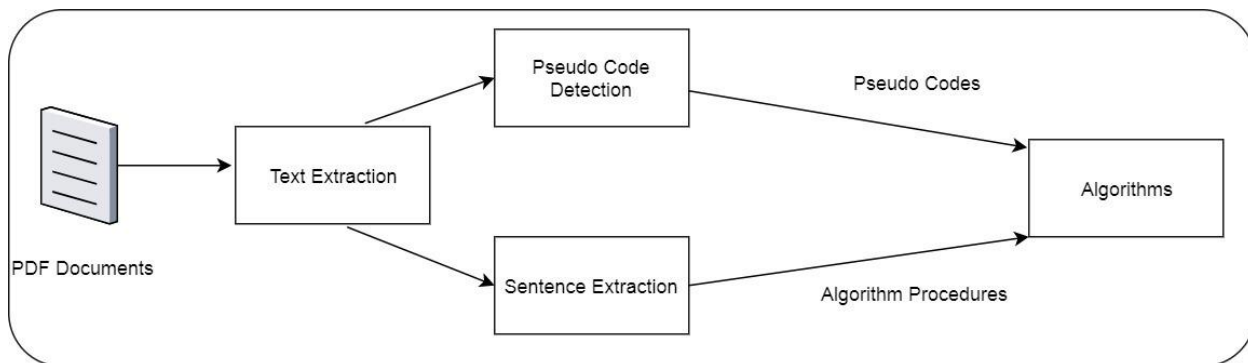 PDF Documents
Text Extraction
Pseudo Code
Detection
Sentence Extraction
Pseudo Codes
Algorithm Procedures
Algorithms